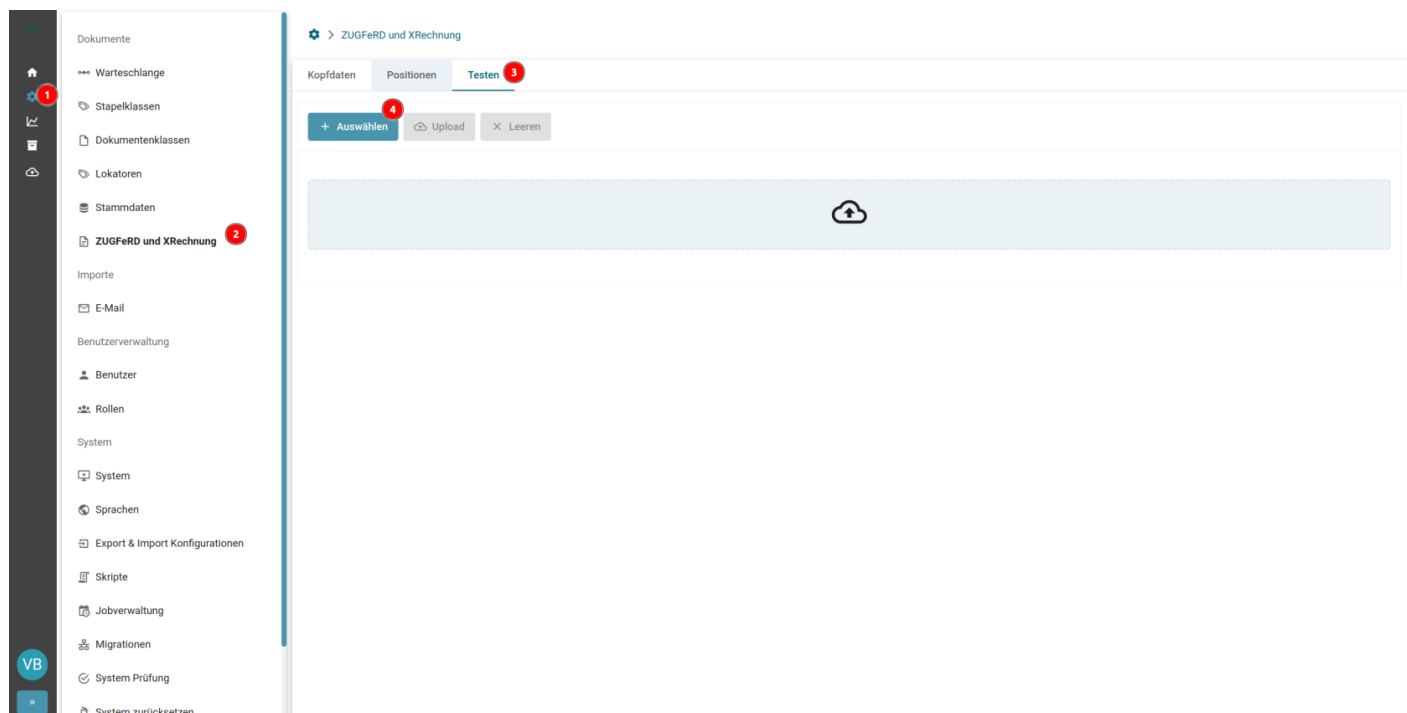 Dokumente
Warteschlange
Stapelklassen
Dokumentenklassen
Lokatoren
Stammdaten
ZUGFeRD und XRechnung 2
Importe
E-Mail
Benutzerverwaltung
Benutzer
Rollen
System
System
Sprachen
Export & Import Konfigurationen
Skripte
Jobverwaltung
Migrationen
System Prüfung
System zurücksetzen
1
VB
»
> ZUGFeRD und XRechnung
Kopfdaten Positionen Testen 3
4
+ Auswählen Upload × Leeren